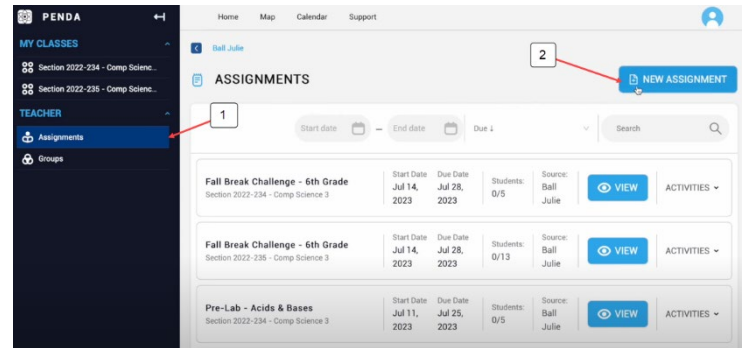 PENDA
Home Map Calendar Support
MY CLASSES
Section 2022-234 - Comp Scienc...
Section 2022-235 - Comp Scienc...
TEACHER
Assignments
Groups
Ball Julie
ASSIGNMENTS
1
2
NEW ASSIGNMENT
Start date – End date Due ↓ Search
Fall Break Challenge - 6th Grade
Section 2022-234 - Comp Science 3
Start Date Jul 14, 2023
Due Date Jul 28, 2023
Students: 0/5
Source: Ball Julie
VIEW
ACTIVITIES
Fall Break Challenge - 6th Grade
Section 2022-235 - Comp Science 3
Start Date Jul 14, 2023
Due Date Jul 28, 2023
Students: 0/13
Source: Ball Julie
VIEW
ACTIVITIES
Pre-Lab - Acids & Bases
Section 2022-234 - Comp Science 3
Start Date Jul 11, 2023
Due Date Jul 25, 2023
Students: 0/5
Source: Ball Julie
VIEW
ACTIVITIES